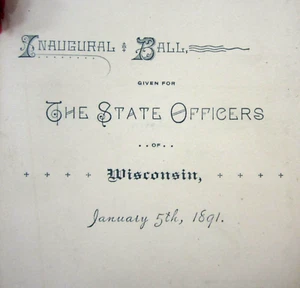 Inaugural Ball,
GIVEN FOR
The State Officers
OF
Wisconsin,
January 5th, 1891.